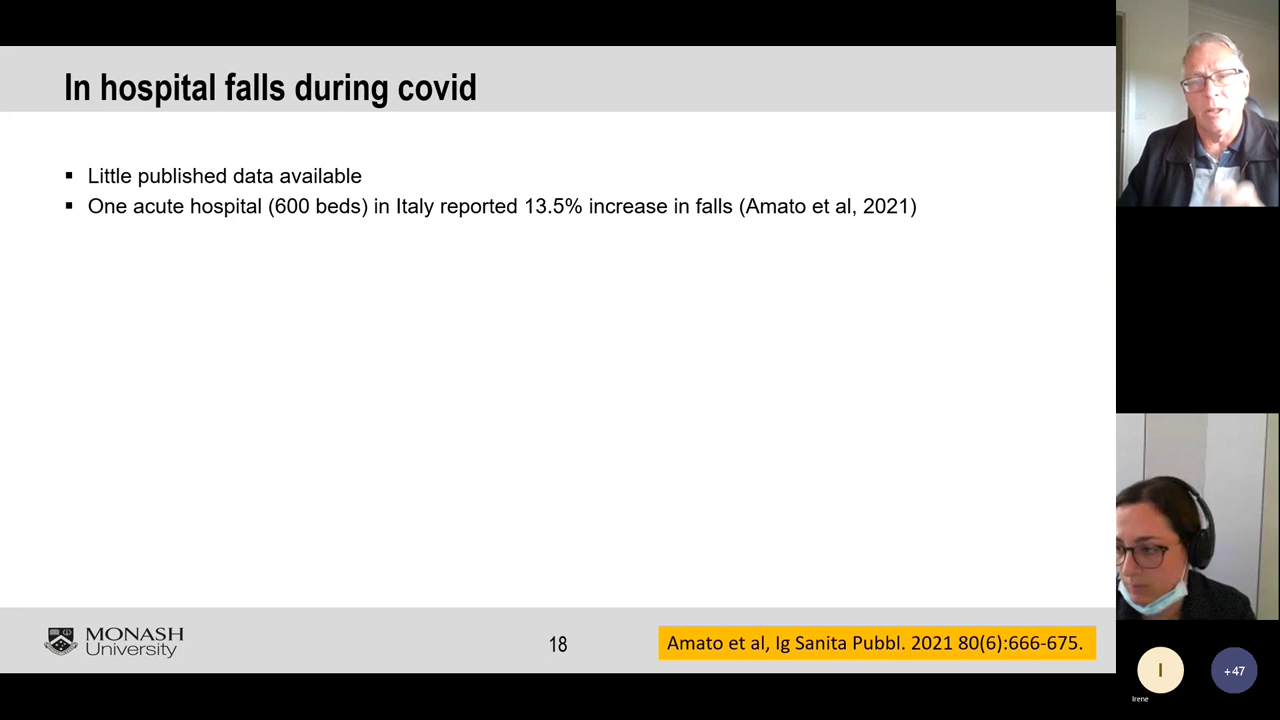 In hospital falls during covid
▪ Little published data available
▪ One acute hospital (600 beds) in Italy reported 13.5% increase in falls (Amato et al, 2021)
MONASH
University
18
Amato et al, Ig Sanita Pubbl. 2021 80(6):666-675.
I
+47
Irene